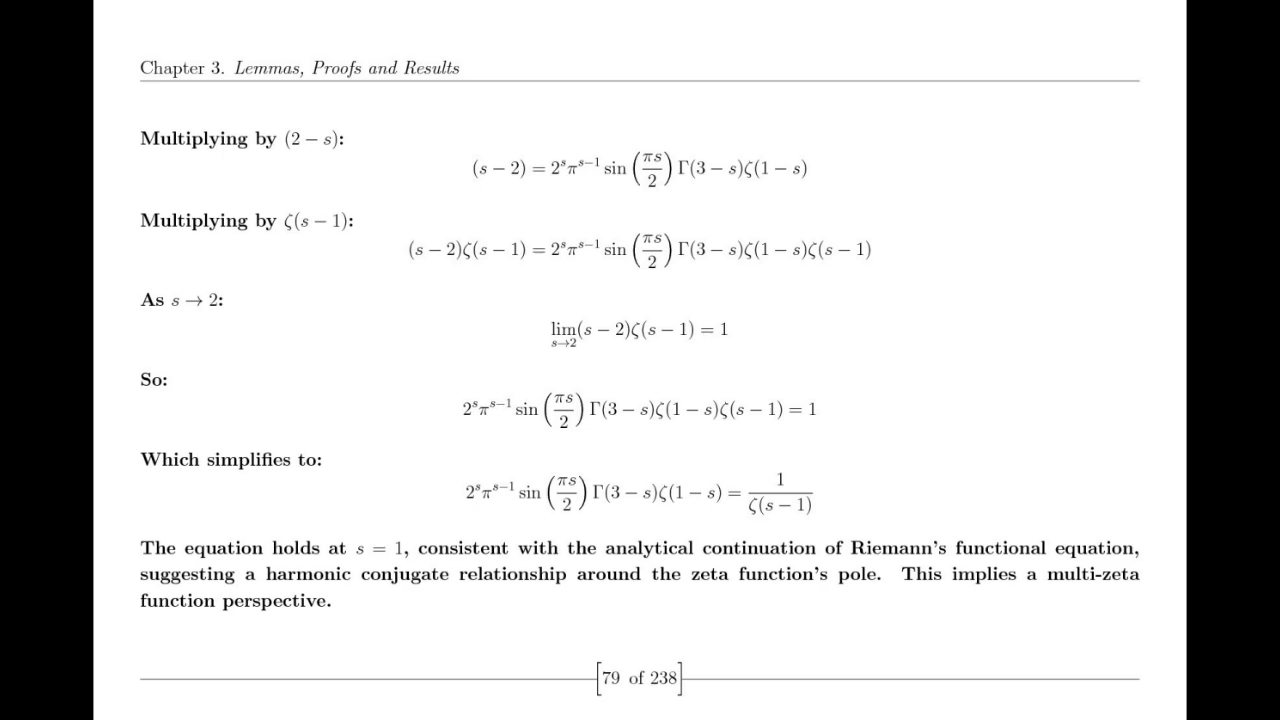 Chapter 3. Lemmas, Proofs and Results
Multiplying by (2 − s):
(s − 2) = 2^s π^{s−1} sin (πs/2) Γ(3 − s)ζ(1 − s)
Multiplying by ζ(s − 1):
(s − 2)ζ(s − 1) = 2^s π^{s−1} sin (πs/2) Γ(3 − s)ζ(1 − s)ζ(s − 1)
As s → 2:
lim_{s→2} (s − 2)ζ(s − 1) = 1
So:
2^s π^{s−1} sin (πs/2) Γ(3 − s)ζ(1 − s)ζ(s − 1) = 1
Which simplifies to:
2^s π^{s−1} sin (πs/2) Γ(3 − s)ζ(1 − s) = 1/ζ(s − 1)
The equation holds at s = 1, consistent with the analytical continuation of Riemann's functional equation,
suggesting a harmonic conjugate relationship around the zeta function's pole. This implies a multi-zeta
function perspective.
[79 of 238]